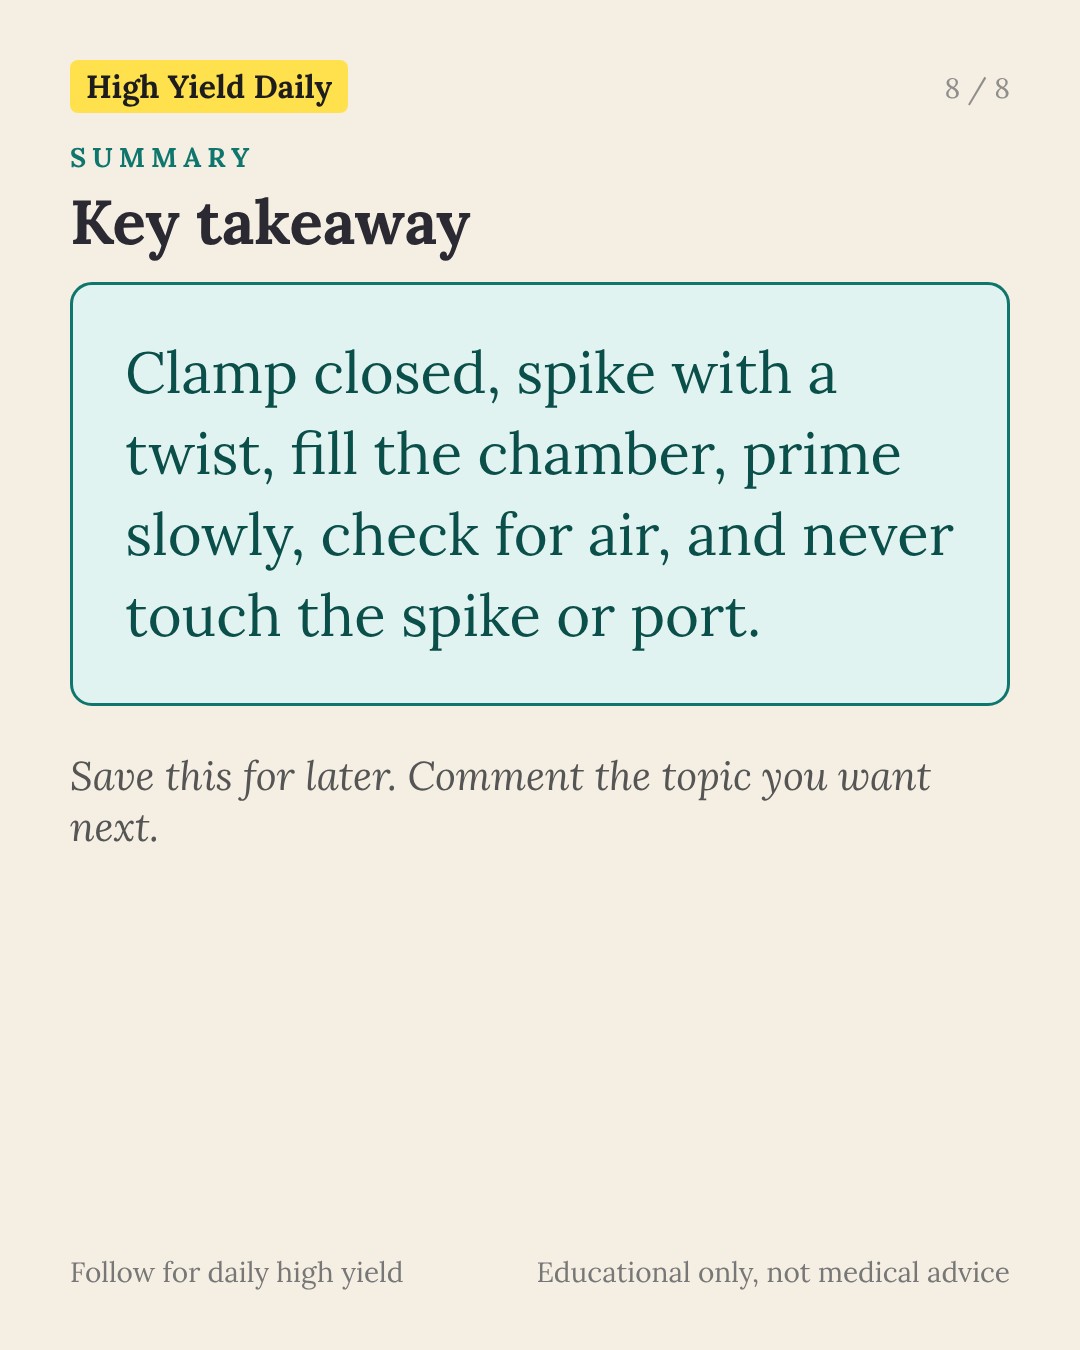 High Yield Daily
8 / 8
SUMMARY
Key takeaway
Clamp closed, spike with a
twist, fill the chamber, prime
slowly, check for air, and never
touch the spike or port.
Save this for later. Comment the topic you want
next.
Follow for daily high yield
Educational only, not medical advice